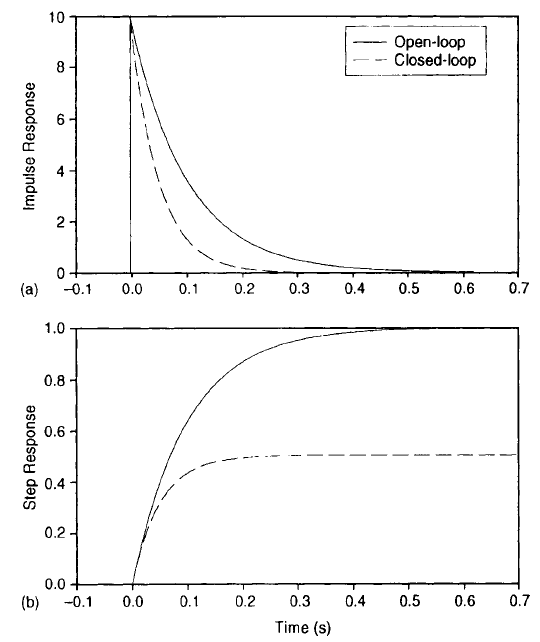 10
8
6
4
2
0
Impulse Response
Open-loop
Closed-loop
(a)
–0.1 0.0 0.1 0.2 0.3 0.4 0.5 0.6 0.7
1.0
0.8
0.6
0.4
0.2
0.0
Step Response
(b)
–0.1 0.0 0.1 0.2 0.3 0.4 0.5 0.6 0.7
Time (s)